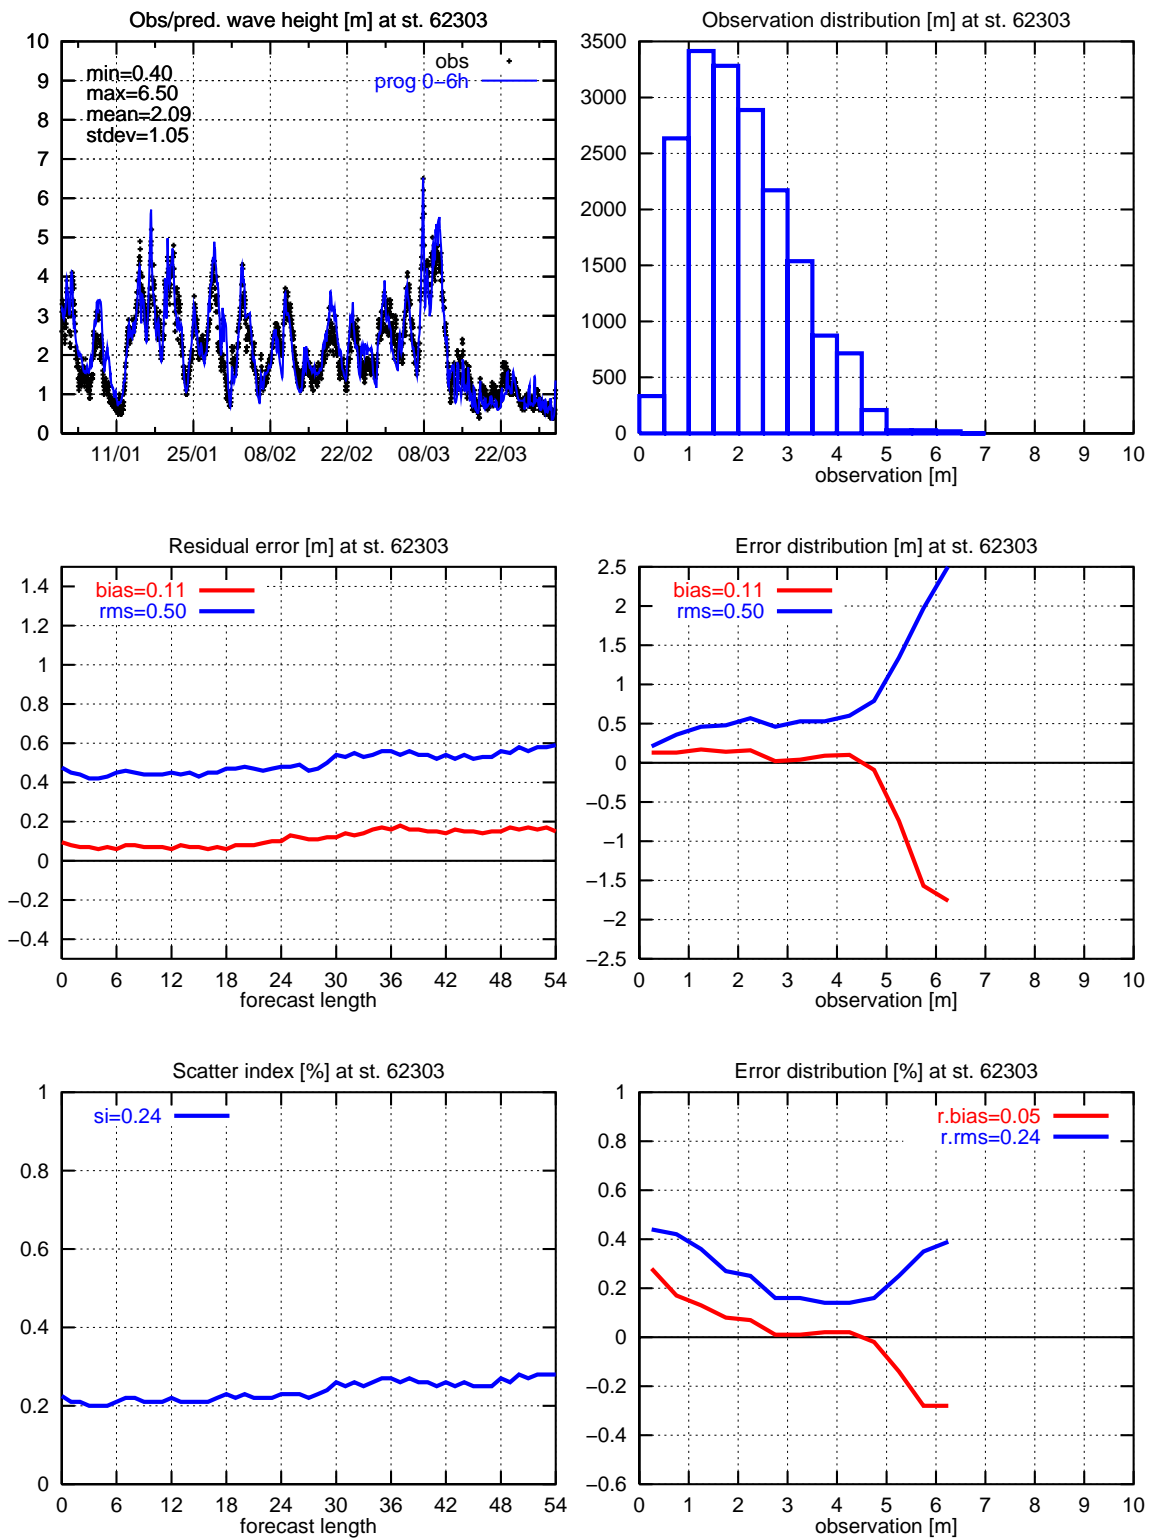 Obs/pred. wave height [m] at st. 62303
10
9
8
7
6
5
4
3
2
1
0
min=0.40
max=6.50
mean=2.09
stdev=1.05
obs
prog 0−6h
11/01 25/01 08/02 22/02 08/03 22/03
Observation distribution [m] at st. 62303
3500
3000
2500
2000
1500
1000
500
0
0 1 2 3 4 5 6 7 8 9 10
observation [m]
Residual error [m] at st. 62303
bias=0.11
rms=0.50
1.4
1.2
1
0.8
0.6
0.4
0.2
0
−0.2
−0.4
0 6 12 18 24 30 36 42 48 54
forecast length
Error distribution [m] at st. 62303
bias=0.11
rms=0.50
2.5
2
1.5
1
0.5
0
−0.5
−1
−1.5
−2
−2.5
0 1 2 3 4 5 6 7 8 9 10
observation [m]
Scatter index [%] at st. 62303
si=0.24
1
0.8
0.6
0.4
0.2
0
0 6 12 18 24 30 36 42 48 54
forecast length
Error distribution [%] at st. 62303
r.bias=0.05
r.rms=0.24
1
0.8
0.6
0.4
0.2
0
−0.2
−0.4
−0.6
0 1 2 3 4 5 6 7 8 9 10
observation [m]